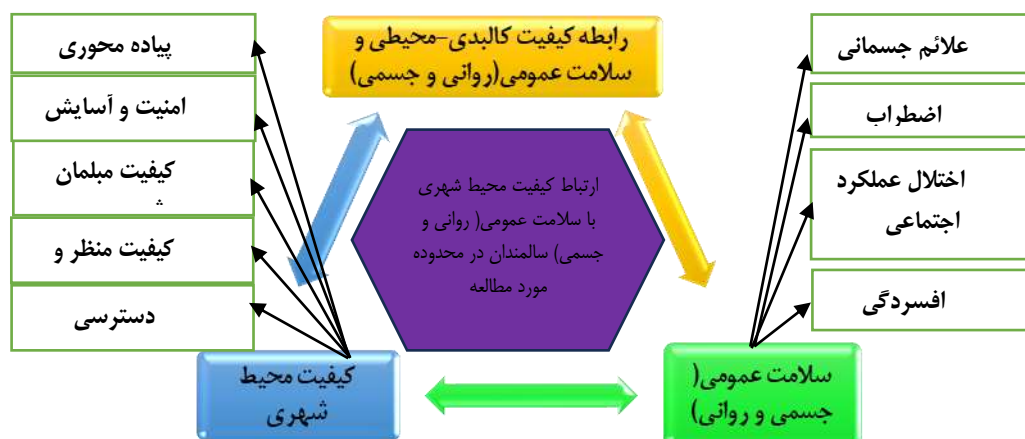 رابطه کیفیت کالبدی-محیطی و
سلامت عمومی(روانی و جسمی)
علائم جسمانی
اضطراب
اختلال عملکرد
اجتماعی
افسردگی
پیاده محوری
امنیت و آسایش
کیفیت مبلمان
کیفیت منظر و
دسترسی
ارتباط کیفیت محیط شهری
با سلامت عمومی( روانی و
جسمی) سالمندان در محدوده
مورد مطالعه
سلامت عمومی(
جسمی و روانی)
کیفیت محیط
شهری